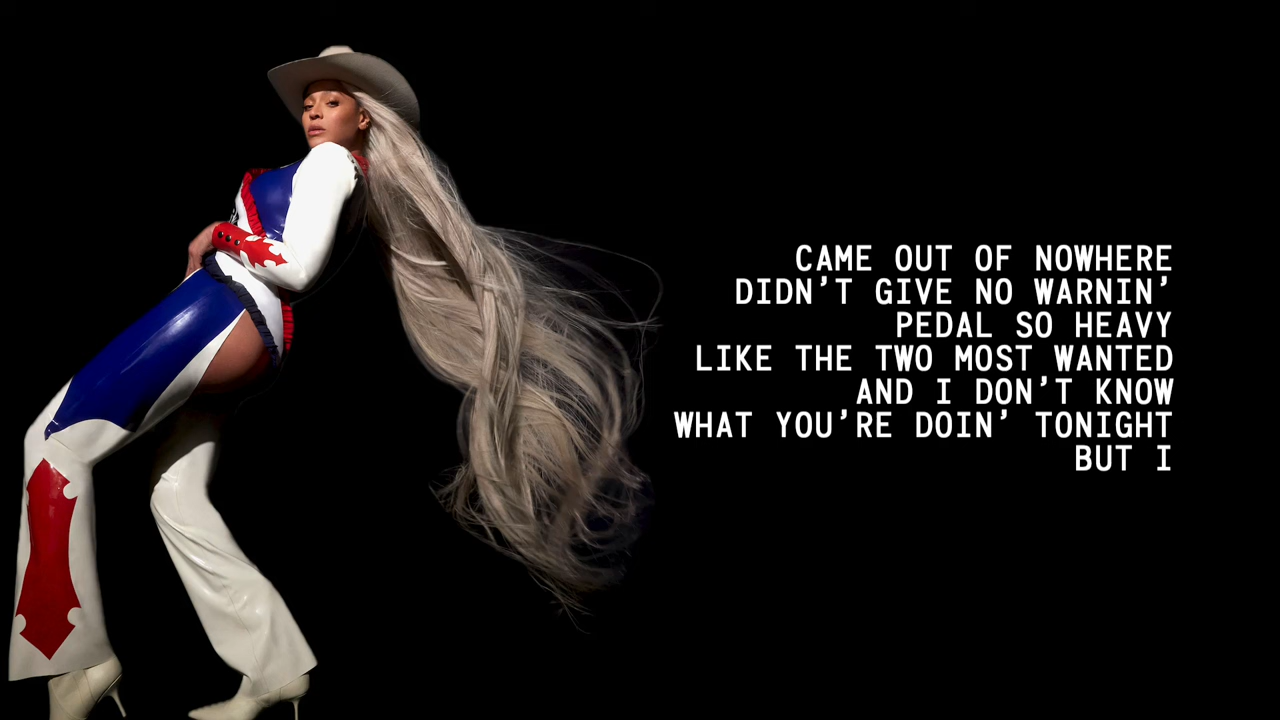 CAME OUT OF NOWHERE
DIDN'T GIVE NO WARNIN'
PEDAL SO HEAVY
LIKE THE TWO MOST WANTED
AND I DON'T KNOW
WHAT YOU'RE DOIN' TONIGHT
BUT I